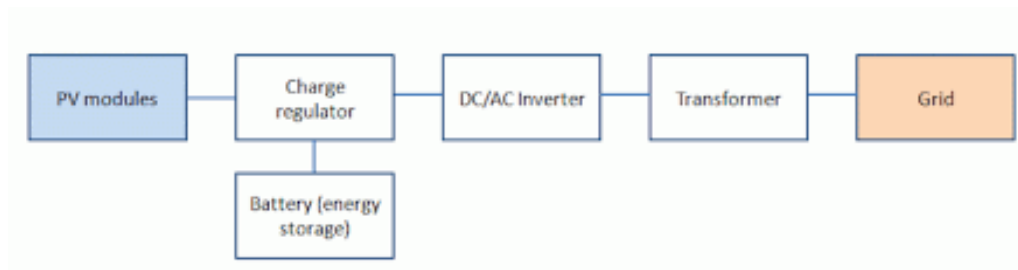 PV modules
Charge
regulator
DC/AC Inverter
Transformer
Grid
Battery (energy
storage)